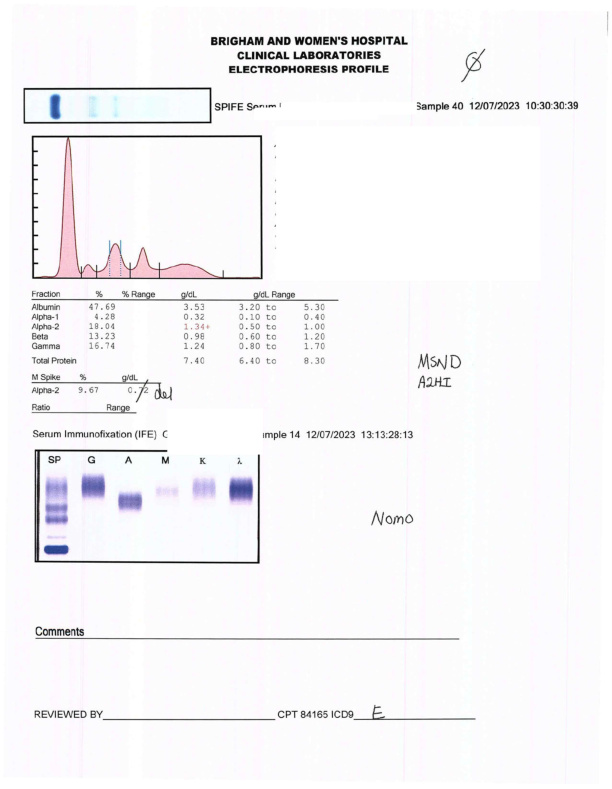 BRIGHAM AND WOMEN'S HOSPITAL
CLINICAL LABORATORIES
ELECTROPHORESIS PROFILE
SPIFE Serum Sample 40 12/07/2023 10:30:30:39
Fraction % % Range g/dL g/dL Range
Albumin 47.69 3.53 3.20 to 5.30
Alpha-1 4.28 0.32 0.10 to 0.40
Alpha-2 18.04 1.34+ 0.50 to 1.00
Beta 13.23 0.98 0.60 to 1.20
Gamma 16.74 1.24 0.80 to 1.70
Total Protein 7.40 6.40 to 8.30
MSND
A2HI
M Spike % g/dL
Alpha-2 9.67 0.72 del
Ratio Range
Serum Immunofixation (IFE) mple 14 12/07/2023 13:13:28:13
SP G A M K λ
Nomo
Comments
REVIEWED BY CPT 84165 ICD9 E